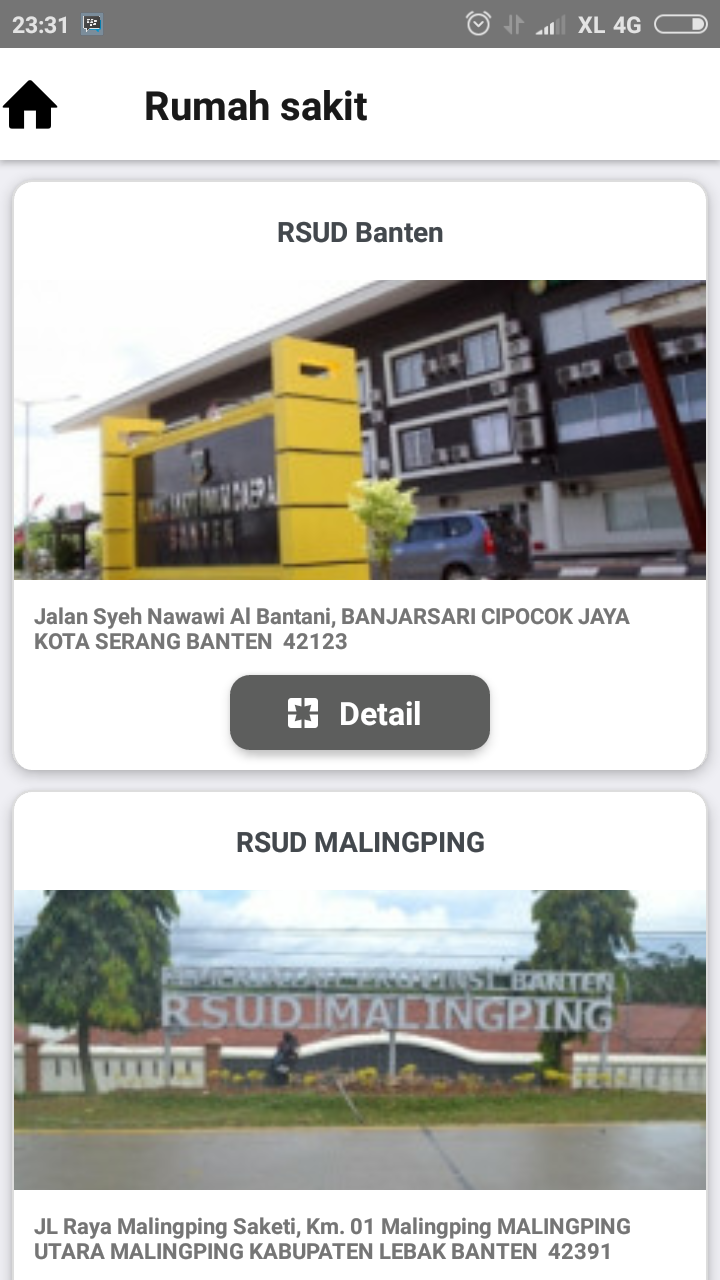 23:31 XL 4G
Rumah sakit
RSUD Banten
BANTEN
Jalan Syeh Nawawi Al Bantani, BANJARSARI CIPOCOK JAYA
KOTA SERANG BANTEN 42123
Detail
RSUD MALINGPING
PEMERINTAH PROVINSI BANTEN
RSUD MALINGPING
JL Raya Malingping Saketi, Km. 01 Malingping MALINGPING
UTARA MALINGPING KABUPATEN LEBAK BANTEN 42391